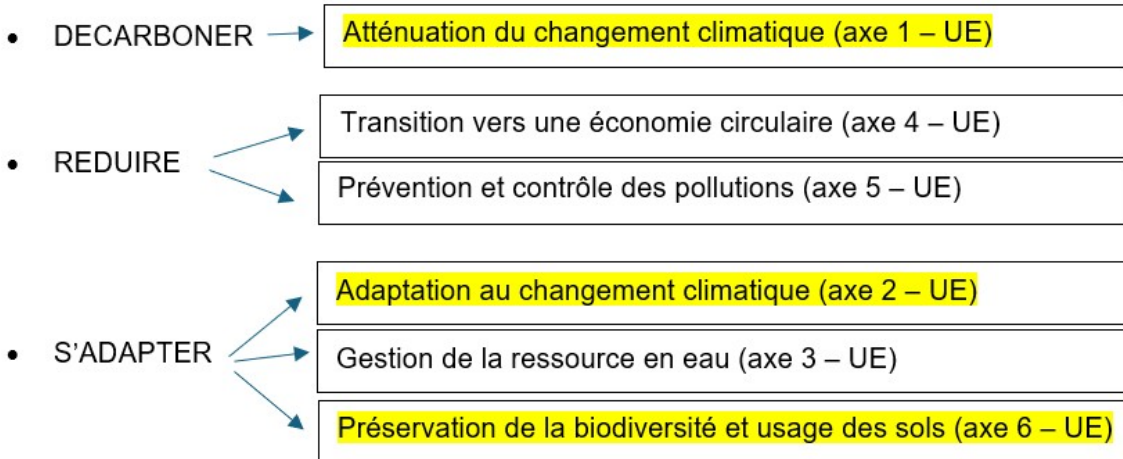 • DECARBONER
Atténuation du changement climatique (axe 1 – UE)
• REDUIRE
Transition vers une économie circulaire (axe 4 – UE)
Prévention et contrôle des pollutions (axe 5 – UE)
• S’ADAPTER
Adaptation au changement climatique (axe 2 – UE)
Gestion de la ressource en eau (axe 3 – UE)
Préservation de la biodiversité et usage des sols (axe 6 – UE)